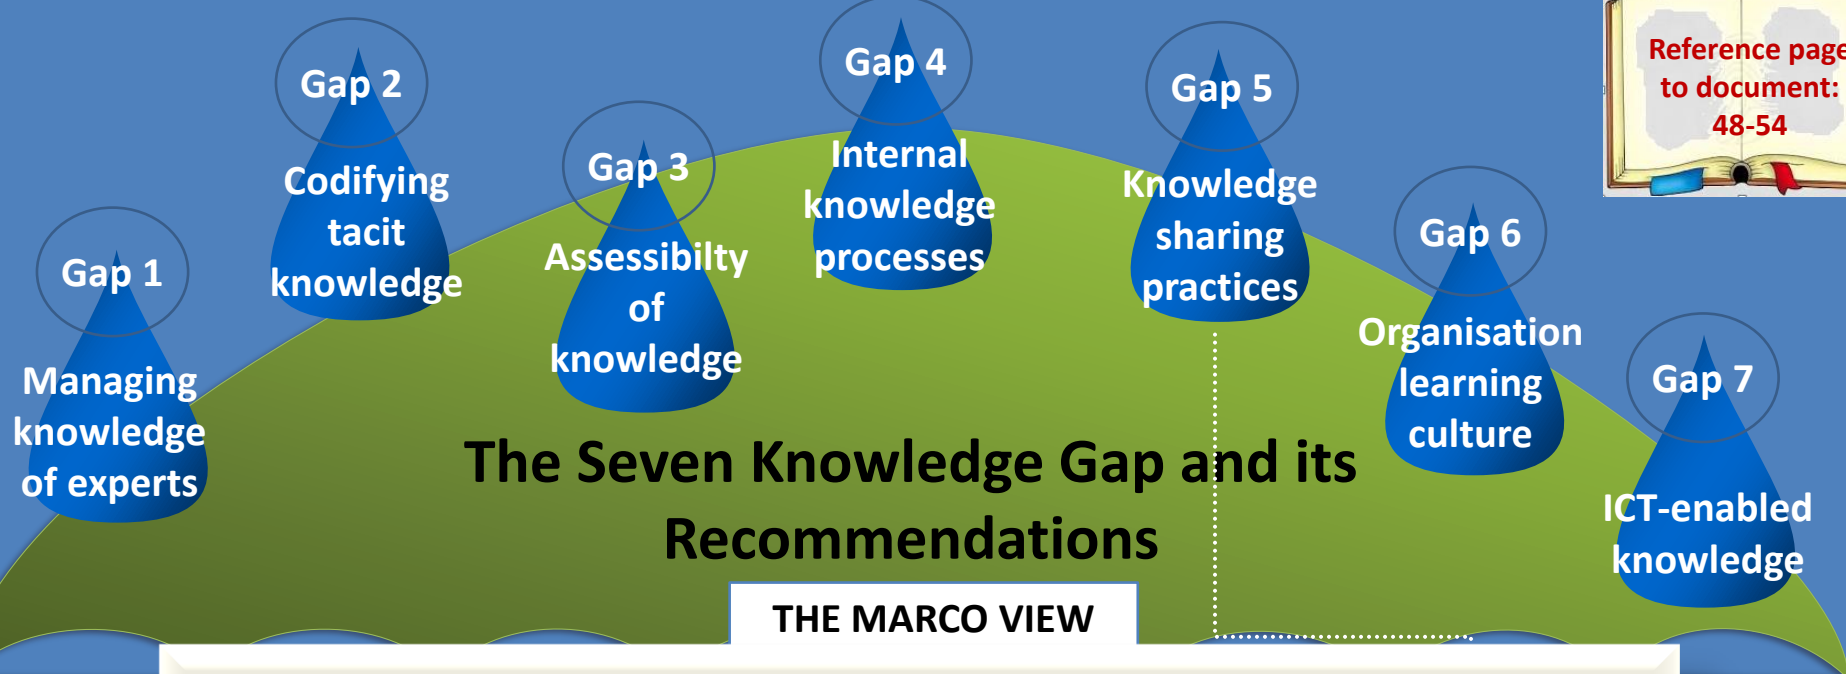 Gap 1
Managing
knowledge
of experts
Gap 2
Codifying
tacit
knowledge
Gap 3
Assessibilty
of
knowledge
Gap 4
Internal
knowledge
processes
Gap 5
Knowledge
sharing
practices
Gap 6
Organisation
learning
culture
Gap 7
ICT-enabled
knowledge
Reference page
to document:
48-54
The Seven Knowledge Gap and its
Recommendations
THE MARCO VIEW